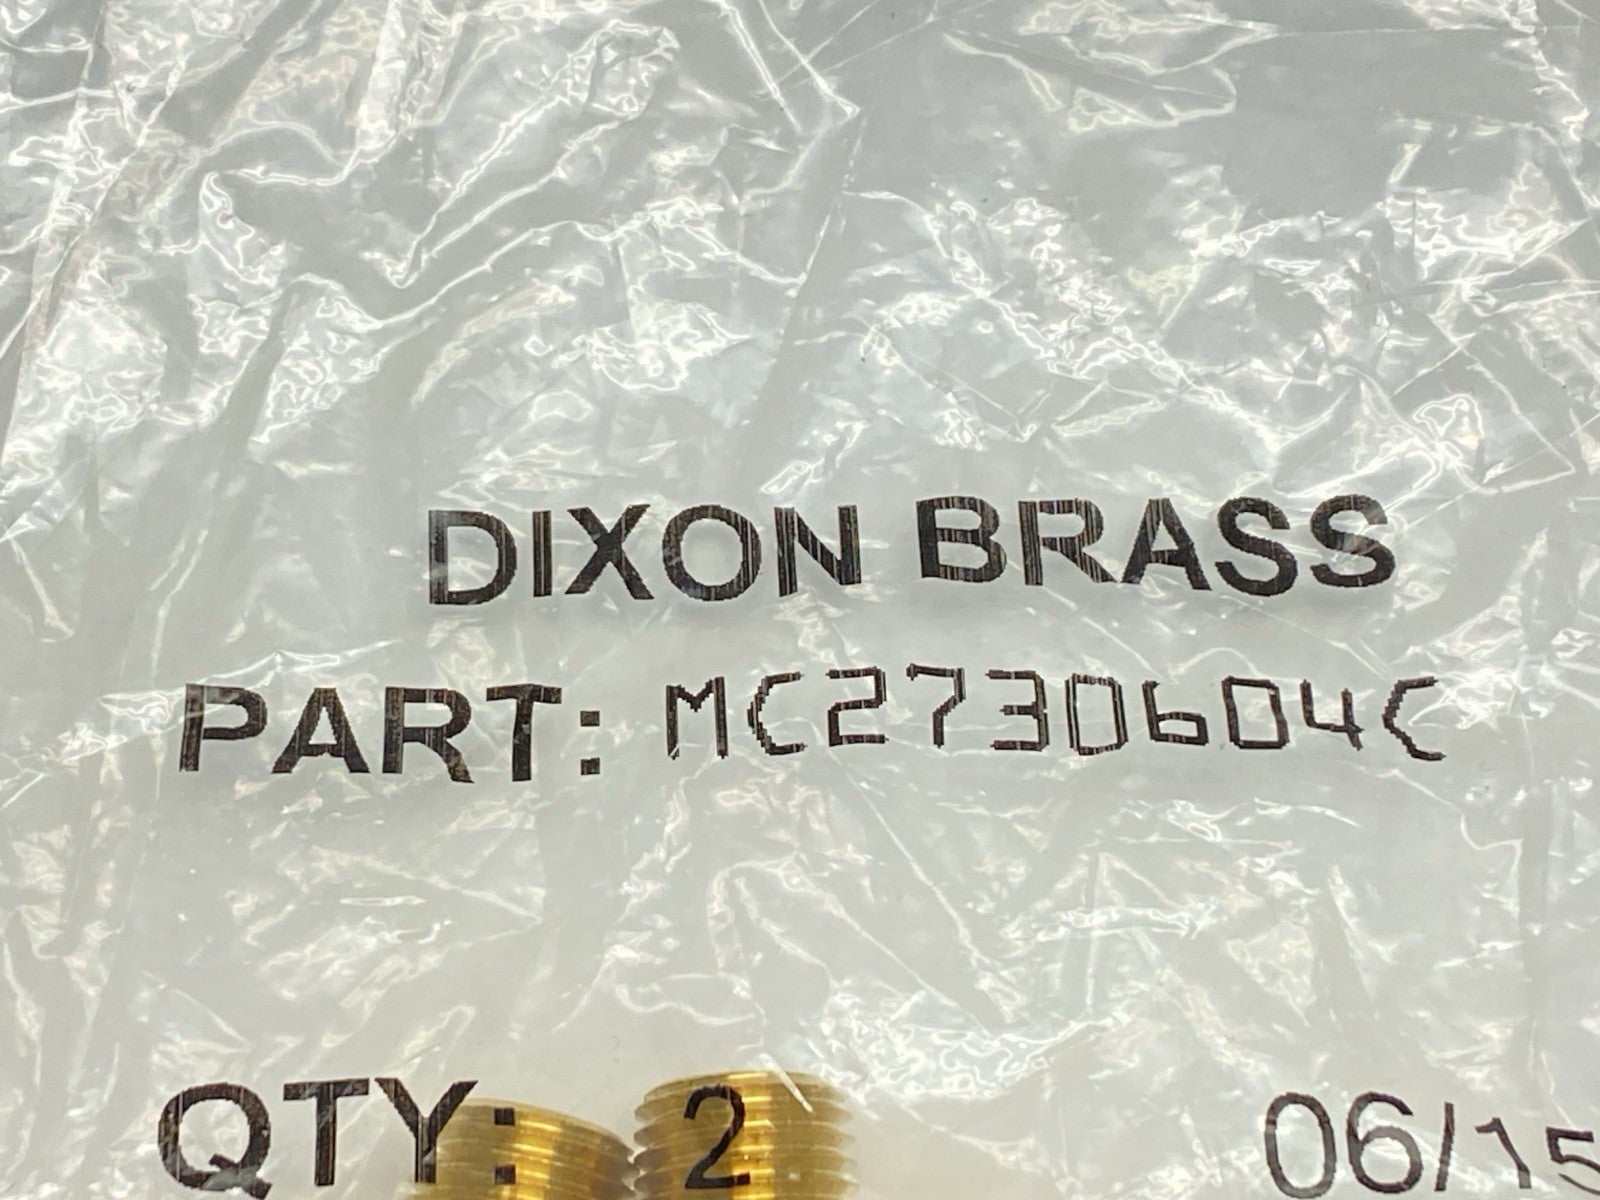 DIXON BRASS
PART: MC2730604C
QTY: 2 06/15